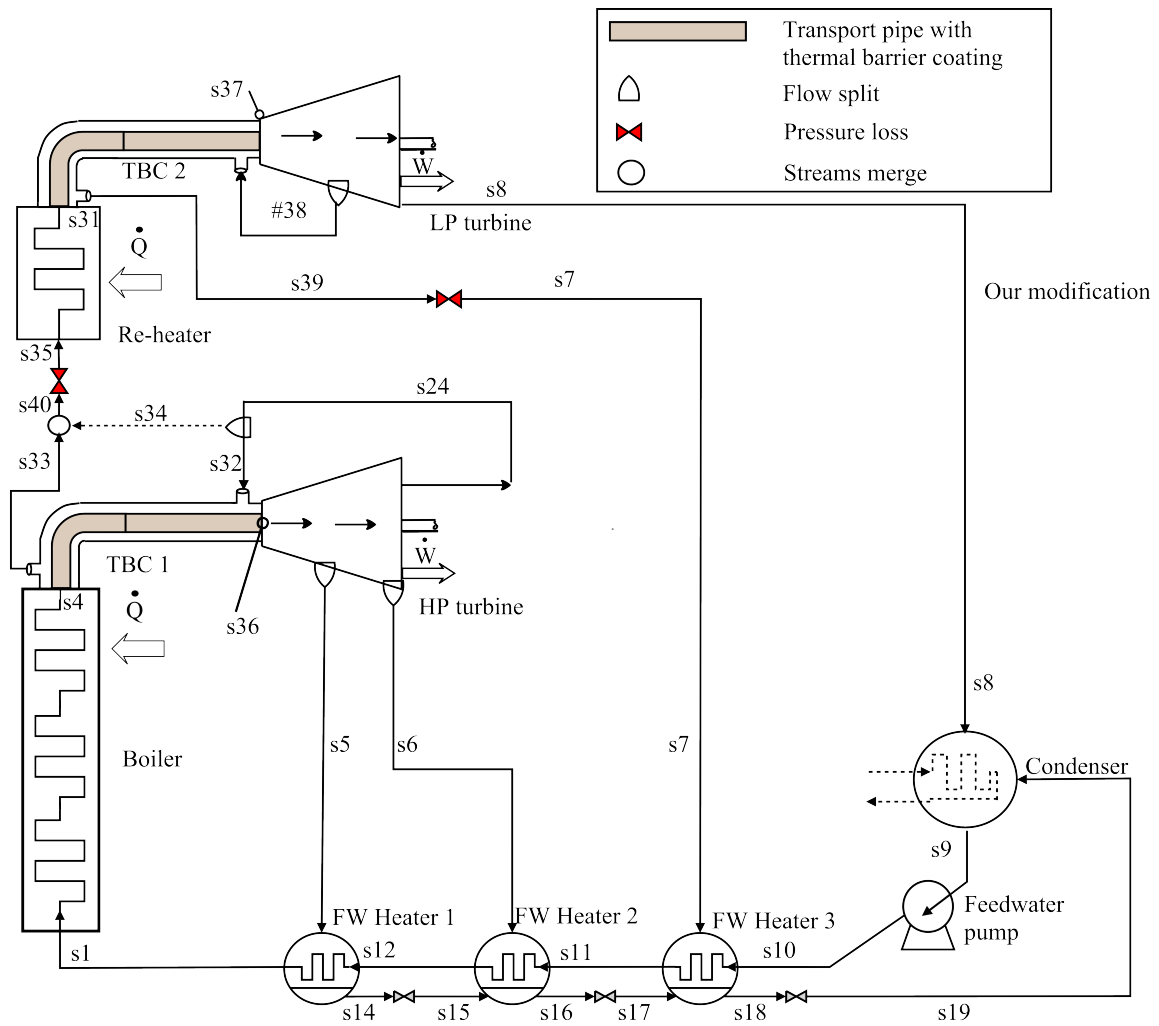 Transport pipe with
thermal barrier coating
Flow split
Pressure loss
Streams merge
s37
TBC 2
Ẇ
s8
#38
LP turbine
s31
Q̇
s39
s7
Our modification
Re-heater
s35
s24
s40
s34
s33
s32
Ẇ
TBC 1
s4
Q̇
HP turbine
s36
s8
s5
s6
s7
Boiler
Condenser
s9
Feedwater
pump
FW Heater 1
FW Heater 2
FW Heater 3
s1
s12
s11
s10
s14
s15
s16
s17
s18
s19